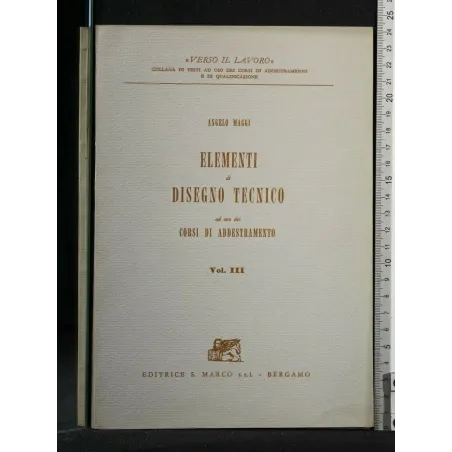 «VERSO IL LAVORO»
COLLANA DI TESTI AD USO DEI CORSI DI ADDESTRAMENTO
E DI QUALIFICAZIONE
ANGELO MAGGI
ELEMENTI
di
DISEGNO TECNICO
ad uso dei
CORSI DI ADDESTRAMENTO
Vol. III
EDITRICE S. MARCO s.r.l. - BERGAMO